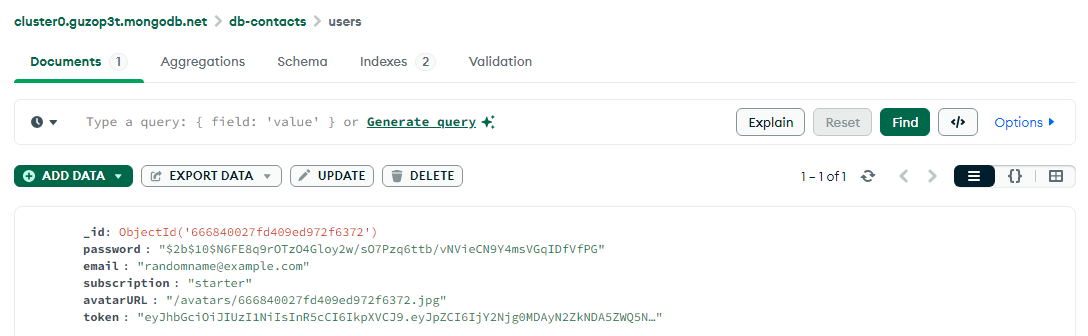 cluster0.guzop3t.mongodb.net > db-contacts > users
Documents 1 Aggregations Schema Indexes 2 Validation
Type a query: { field: 'value' } or Generate query Explain Reset Find </> Options
ADD DATA EXPORT DATA UPDATE DELETE 1 – 1 of 1 {}
_id: ObjectId('666840027fd409ed972f6372')
password : "$2b$10$N6FE8q9rOTzO4Gloy2w/sO7Pzq6ttb/vNVieCN9Y4msVGqIDfVfPG"
email : "randomname@example.com"
subscription : "starter"
avatarURL : "/avatars/666840027fd409ed972f6372.jpg"
token : "eyJhbGciOiJIUzI1NiIsInR5cCI6IkpXVCJ9.eyJpZCI6IjY2Njg0MDAyN2ZkNDA5ZWQ5N…"